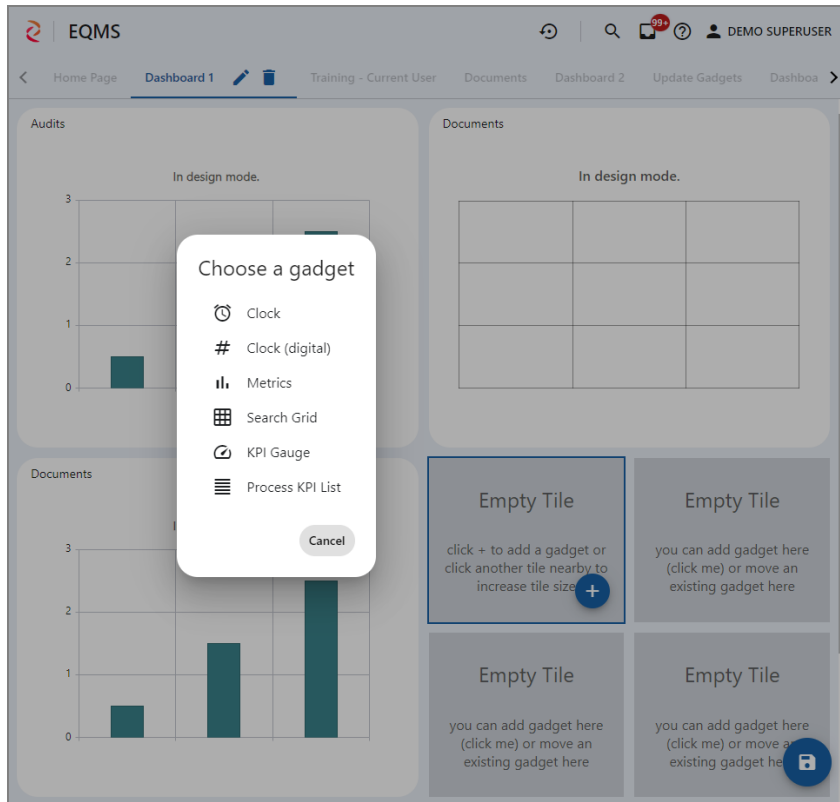 EQMS
99+
DEMO SUPERUSER
Home Page
Dashboard 1
Training - Current User
Documents
Dashboard 2
Update Gadgets
Dashboa
Audits
In design mode.
3
2
1
0
Documents
In design mode.
Choose a gadget
Clock
Clock (digital)
Metrics
Search Grid
KPI Gauge
Process KPI List
Cancel
Documents
3
2
1
0
Empty Tile
click + to add a gadget or
click another tile nearby to
increase tile size
Empty Tile
you can add gadget here
(click me) or move an
existing gadget here
Empty Tile
you can add gadget here
(click me) or move an
existing gadget here
Empty Tile
you can add gadget here
(click me) or move a
existing gadget he